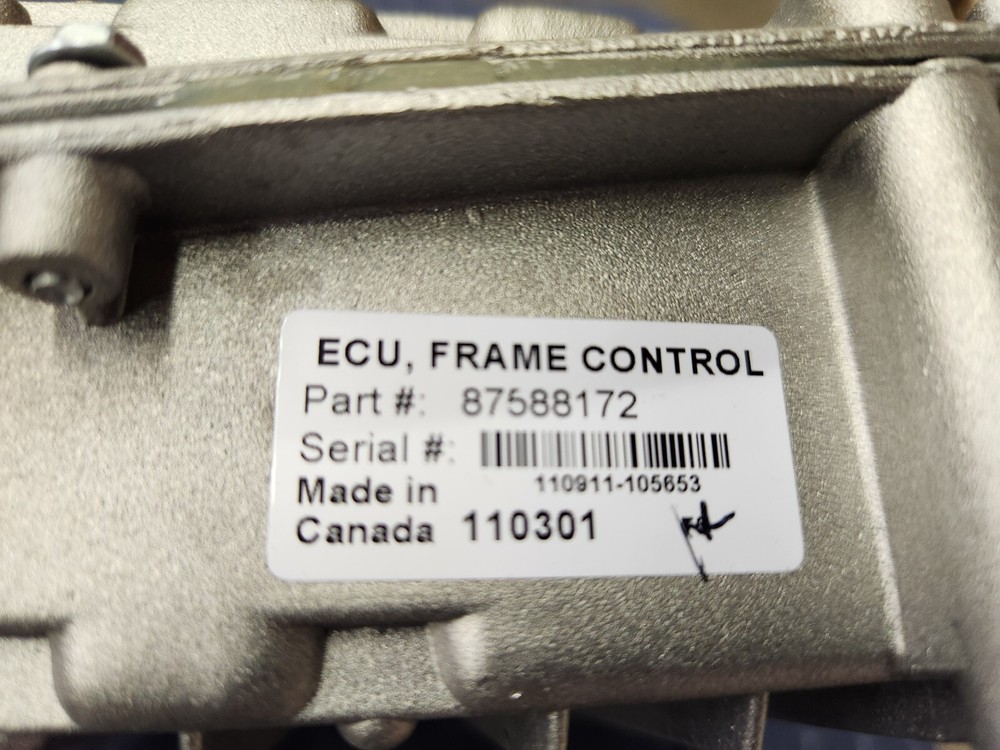 ECU, FRAME CONTROL
Part #: 87588172
Serial #:
110911-105653
Made in
Canada 110301